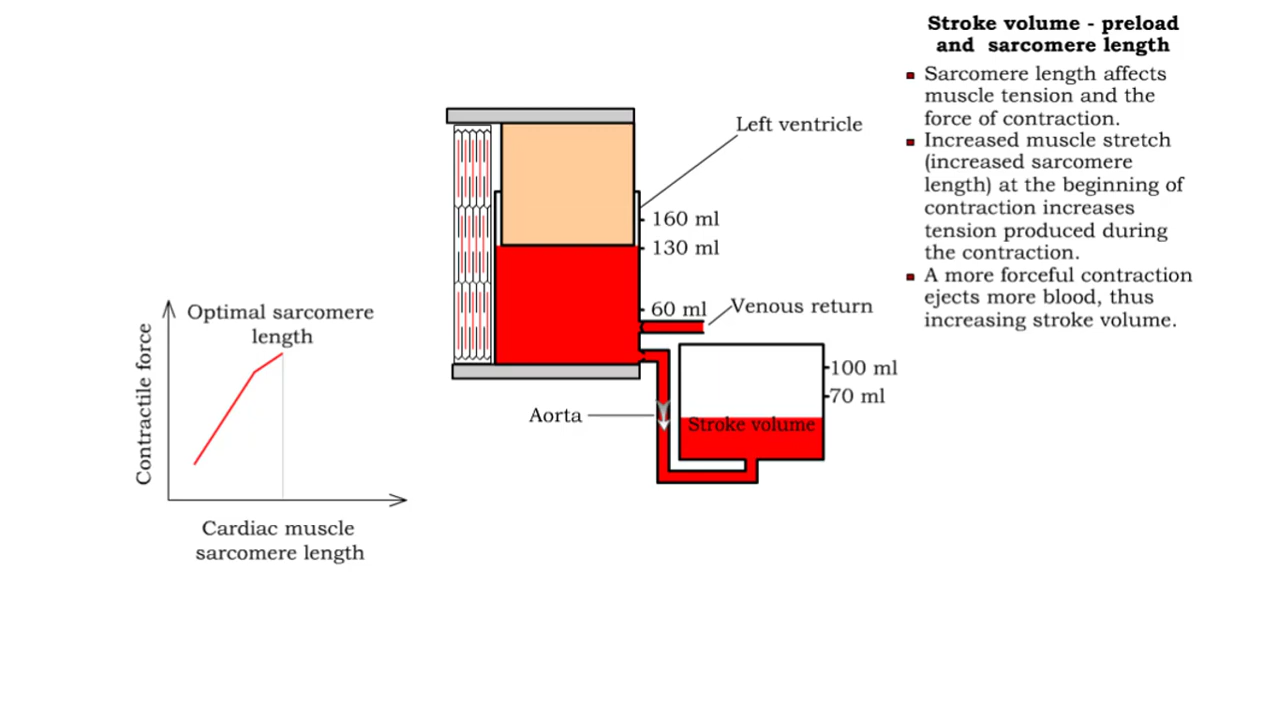 Stroke volume - preload
and sarcomere length
Sarcomere length affects
muscle tension and the
force of contraction.
Increased muscle stretch
(increased sarcomere
length) at the beginning of
contraction increases
tension produced during
the contraction.
A more forceful contraction
ejects more blood, thus
increasing stroke volume.
Left ventricle
160 ml
130 ml
60 ml
Venous return
100 ml
70 ml
Stroke volume
Aorta
Optimal sarcomere
length
Contractile force
Cardiac muscle
sarcomere length